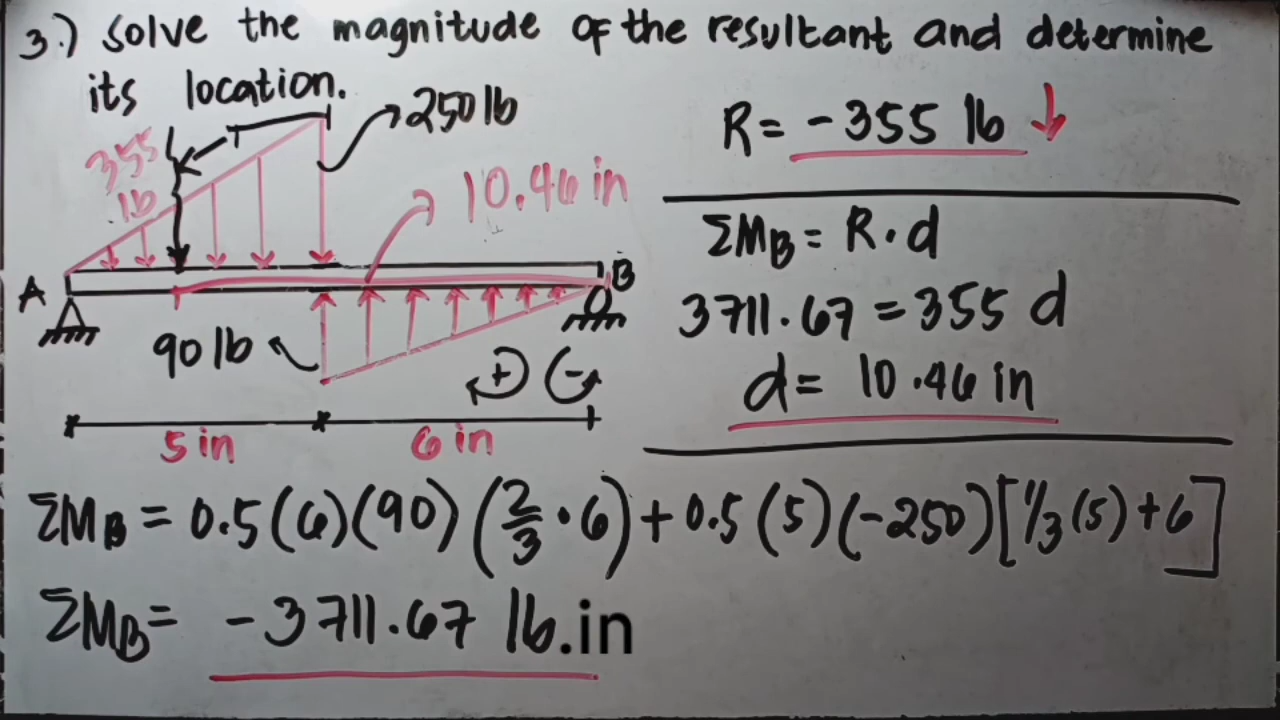 3.) solve the magnitude of the resultant and determine
its location.
250 lb
355
lb
10.46 in
A
B
90 lb
+
-
5 in
6 in
R = -355 lb ↓
ΣMB = R·d
3711.67 = 355 d
d = 10.46 in
ΣMB = 0.5(6)(90)(2/3·6)+0.5(5)(-250)[1/3(5)+6]
ΣMB = -3711.67 lb.in